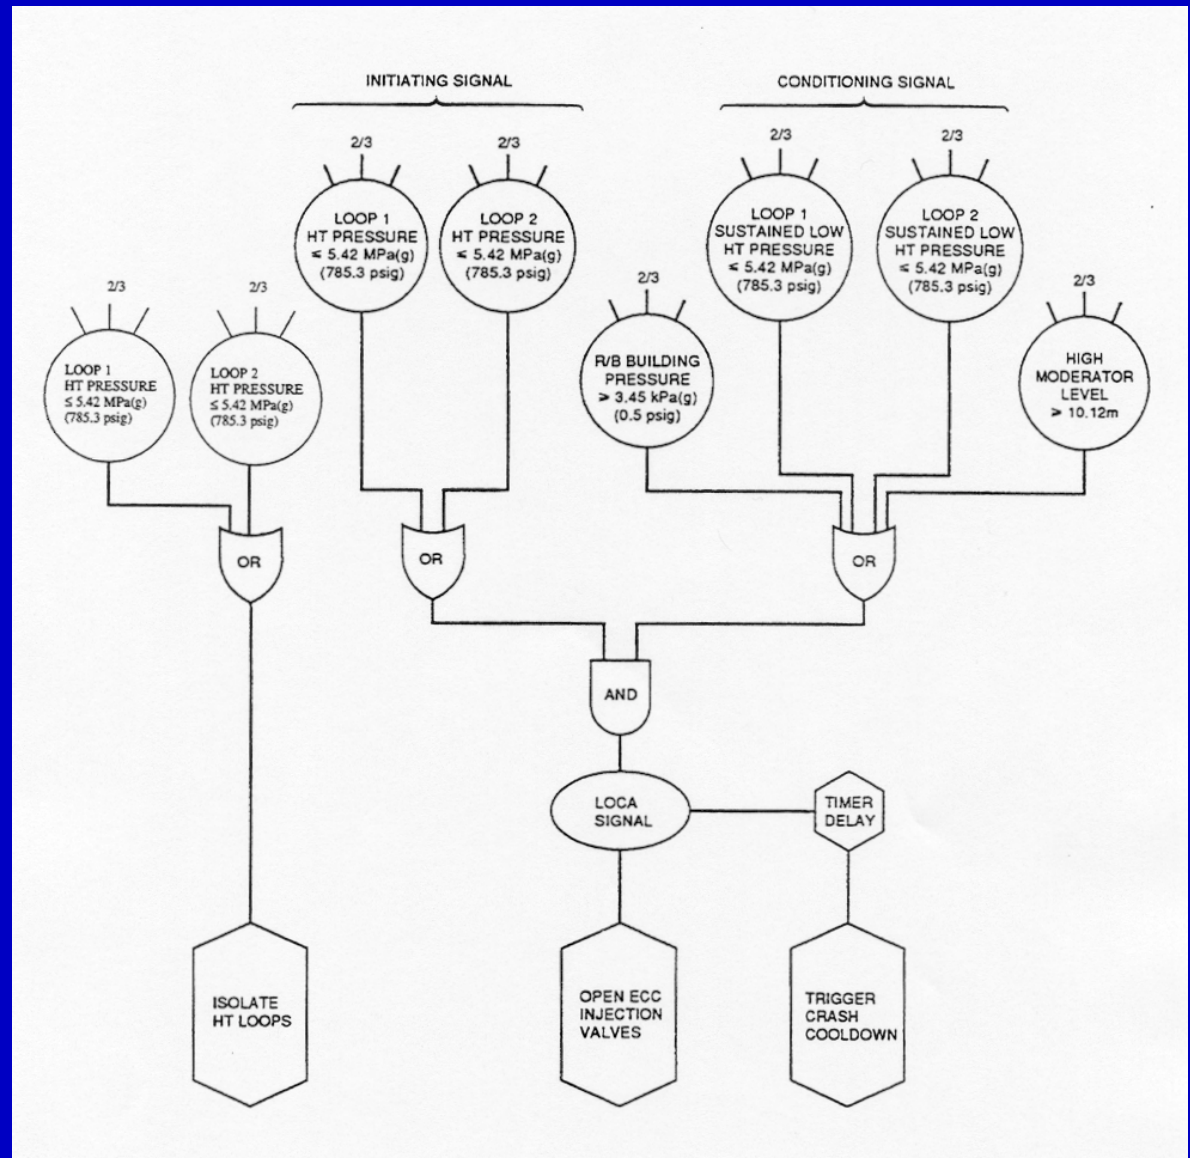 INITIATING SIGNAL
CONDITIONING SIGNAL
2/3
LOOP 1
HT PRESSURE
≤ 5.42 MPa(g)
(785.3 psig)
2/3
LOOP 2
HT PRESSURE
≤ 5.42 MPa(g)
(785.3 psig)
2/3
LOOP 1
SUSTAINED LOW
HT PRESSURE
≤ 5.42 MPa(g)
(785.3 psig)
2/3
LOOP 2
SUSTAINED LOW
HT PRESSURE
≤ 5.42 MPa(g)
(785.3 psig)
2/3
LOOP 1
HT PRESSURE
≤ 5.42 MPa(g)
(785.3 psig)
2/3
LOOP 2
HT PRESSURE
≤ 5.42 MPa(g)
(785.3 psig)
2/3
R/B BUILDING
PRESSURE
≥ 3.45 kPa(g)
(0.5 psig)
2/3
HIGH
MODERATOR
LEVEL
≥ 10.12m
OR
OR
OR
AND
LOCA
SIGNAL
TIMER
DELAY
ISOLATE
HT LOOPS
OPEN ECC
INJECTION
VALVES
TRIGGER
CRASH
COOLDOWN